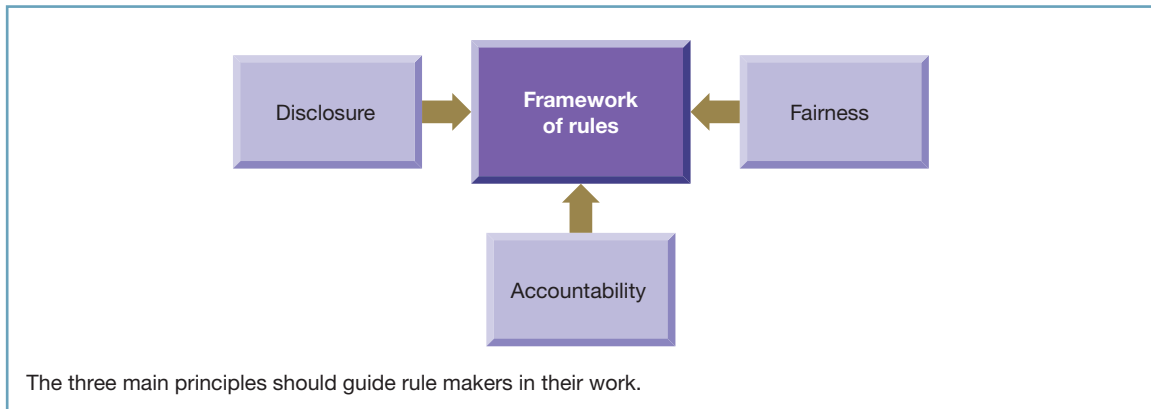 Disclosure
Framework
of rules
Fairness
Accountability
The three main principles should guide rule makers in their work.